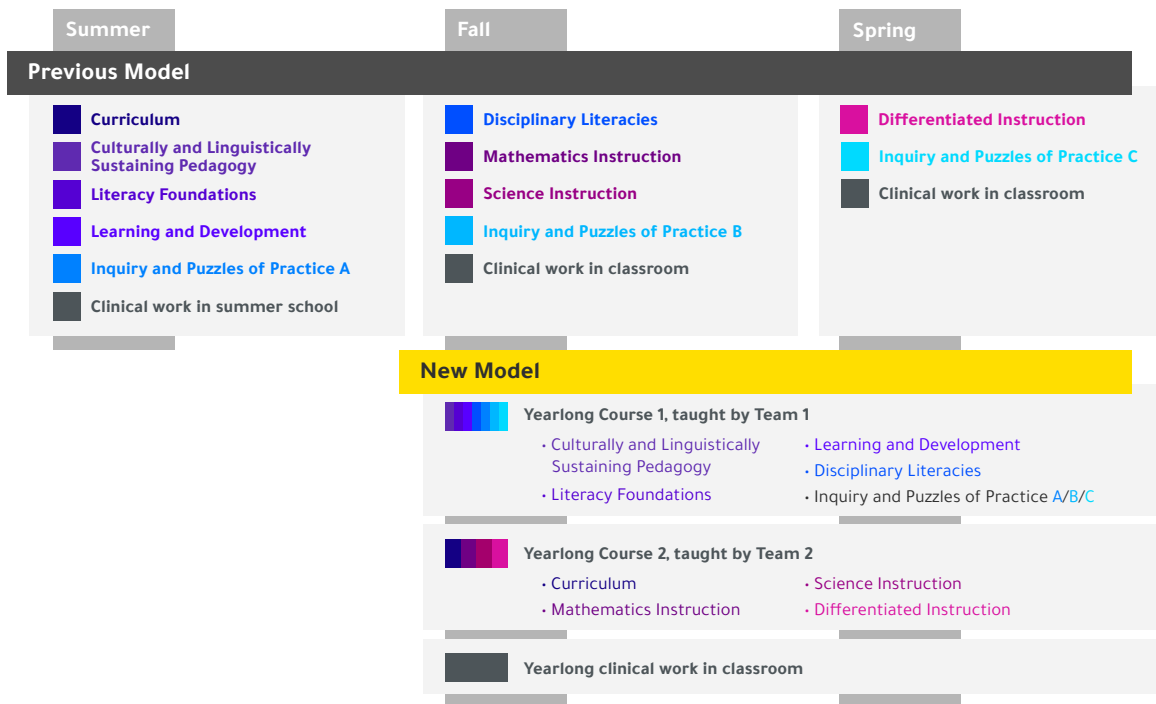 Summer
Fall
Spring
Previous Model
Curriculum
Culturally and Linguistically
Sustaining Pedagogy
Literacy Foundations
Learning and Development
Inquiry and Puzzles of Practice A
Clinical work in summer school
Disciplinary Literacies
Mathematics Instruction
Science Instruction
Inquiry and Puzzles of Practice B
Clinical work in classroom
Differentiated Instruction
Inquiry and Puzzles of Practice C
Clinical work in classroom
New Model
Yearlong Course 1, taught by Team 1
• Culturally and Linguistically
Sustaining Pedagogy
• Literacy Foundations
• Learning and Development
• Disciplinary Literacies
• Inquiry and Puzzles of Practice A/B/C
Yearlong Course 2, taught by Team 2
• Curriculum
• Mathematics Instruction
• Science Instruction
• Differentiated Instruction
Yearlong clinical work in classroom